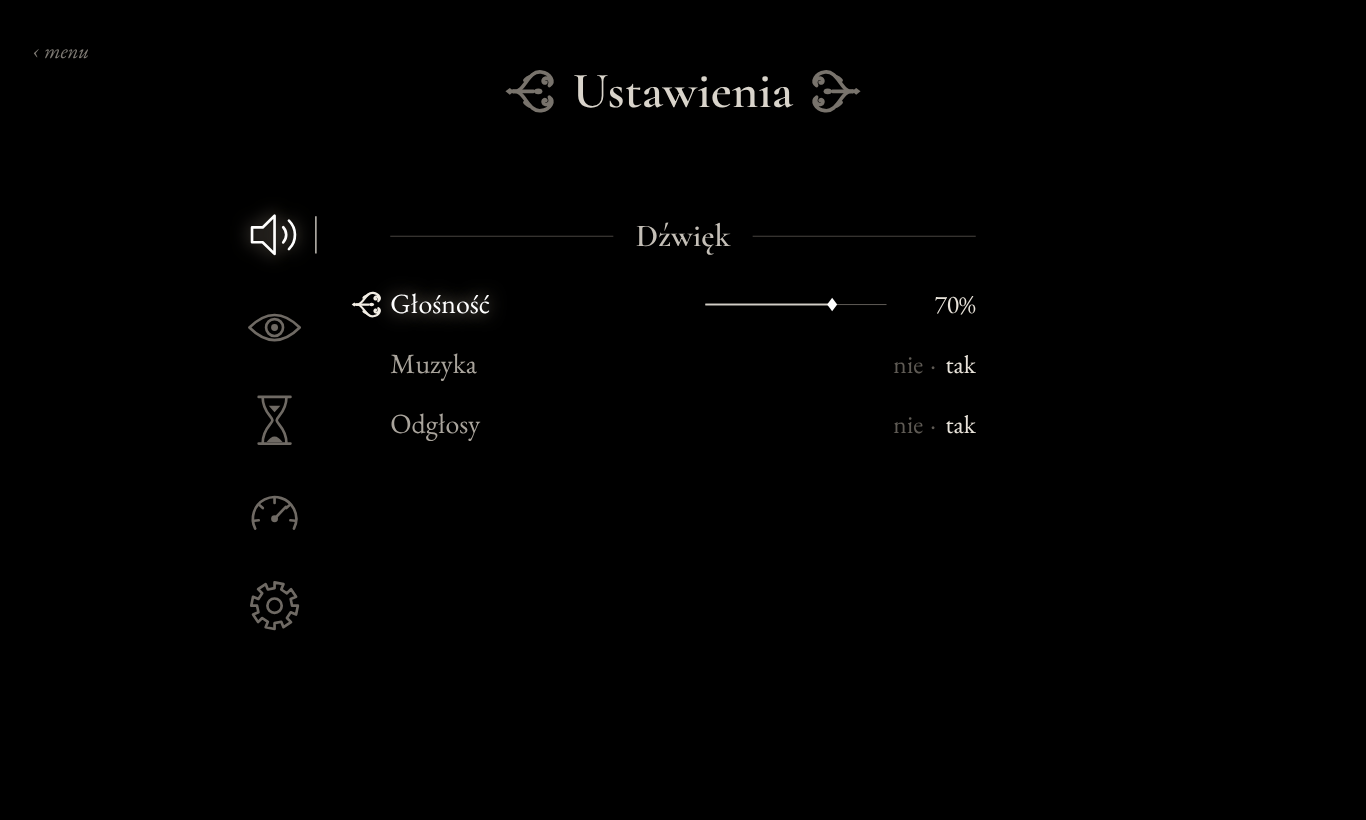 ‹ menu
Ustawienia
Dźwięk
Głośność 70%
Muzyka nie · tak
Odgłosy nie · tak